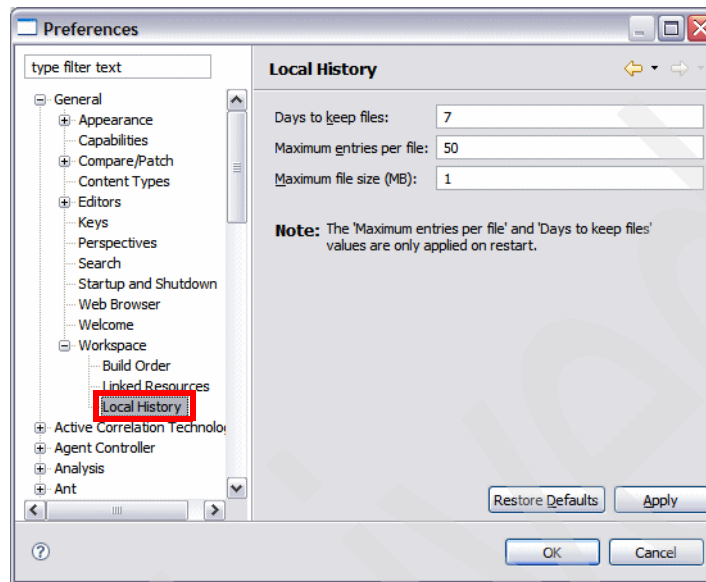 Preferences
type filter text
General
Appearance
Capabilities
Compare/Patch
Content Types
Editors
Keys
Perspectives
Search
Startup and Shutdown
Web Browser
Welcome
Workspace
Build Order
Linked Resources
Local History
Active Correlation Technolo
Agent Controller
Analysis
Ant
Local History
Days to keep files: 7
Maximum entries per file: 50
Maximum file size (MB): 1
Note: The 'Maximum entries per file' and 'Days to keep files'
values are only applied on restart.
Restore Defaults Apply
? OK Cancel